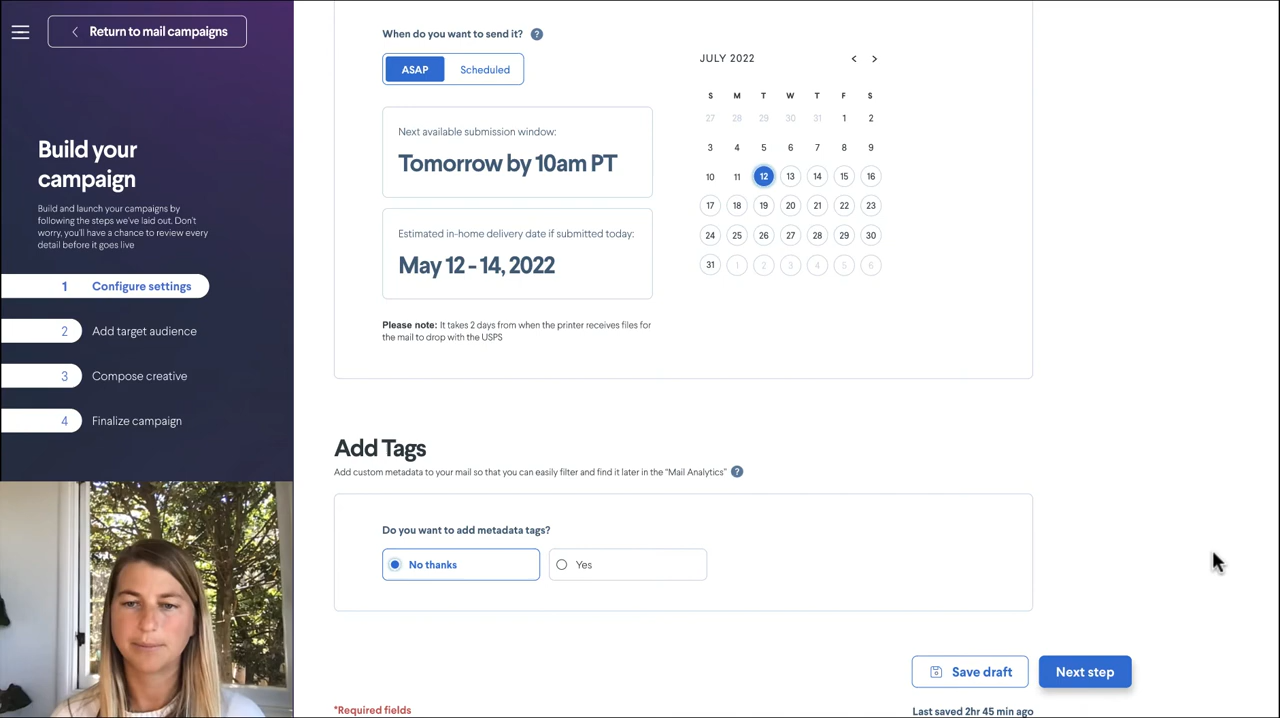 Return to mail campaigns
Build your
campaign
Build and launch your campaigns by
following the steps we've laid out. Don't
worry, you'll have a chance to review every
detail before it goes live
1 Configure settings
2 Add target audience
3 Compose creative
4 Finalize campaign
When do you want to send it? ?
ASAP Scheduled
Next available submission window:
Tomorrow by 10am PT
Estimated in-home delivery date if submitted today:
May 12 - 14, 2022
Please note: It takes 2 days from when the printer receives files for
the mail to drop with the USPS
JULY 2022 < >
S M T W T F S
27 28 29 30 31 1 2
3 4 5 6 7 8 9
10 11 12 13 14 15 16
17 18 19 20 21 22 23
24 25 26 27 28 29 30
31 1 2 3 4 5 6
Add Tags
Add custom metadata to your mail so that you can easily filter and find it later in the "Mail Analytics" ?
Do you want to add metadata tags?
No thanks Yes
Save draft Next step
*Required fields Last saved 2hr 45 min ago